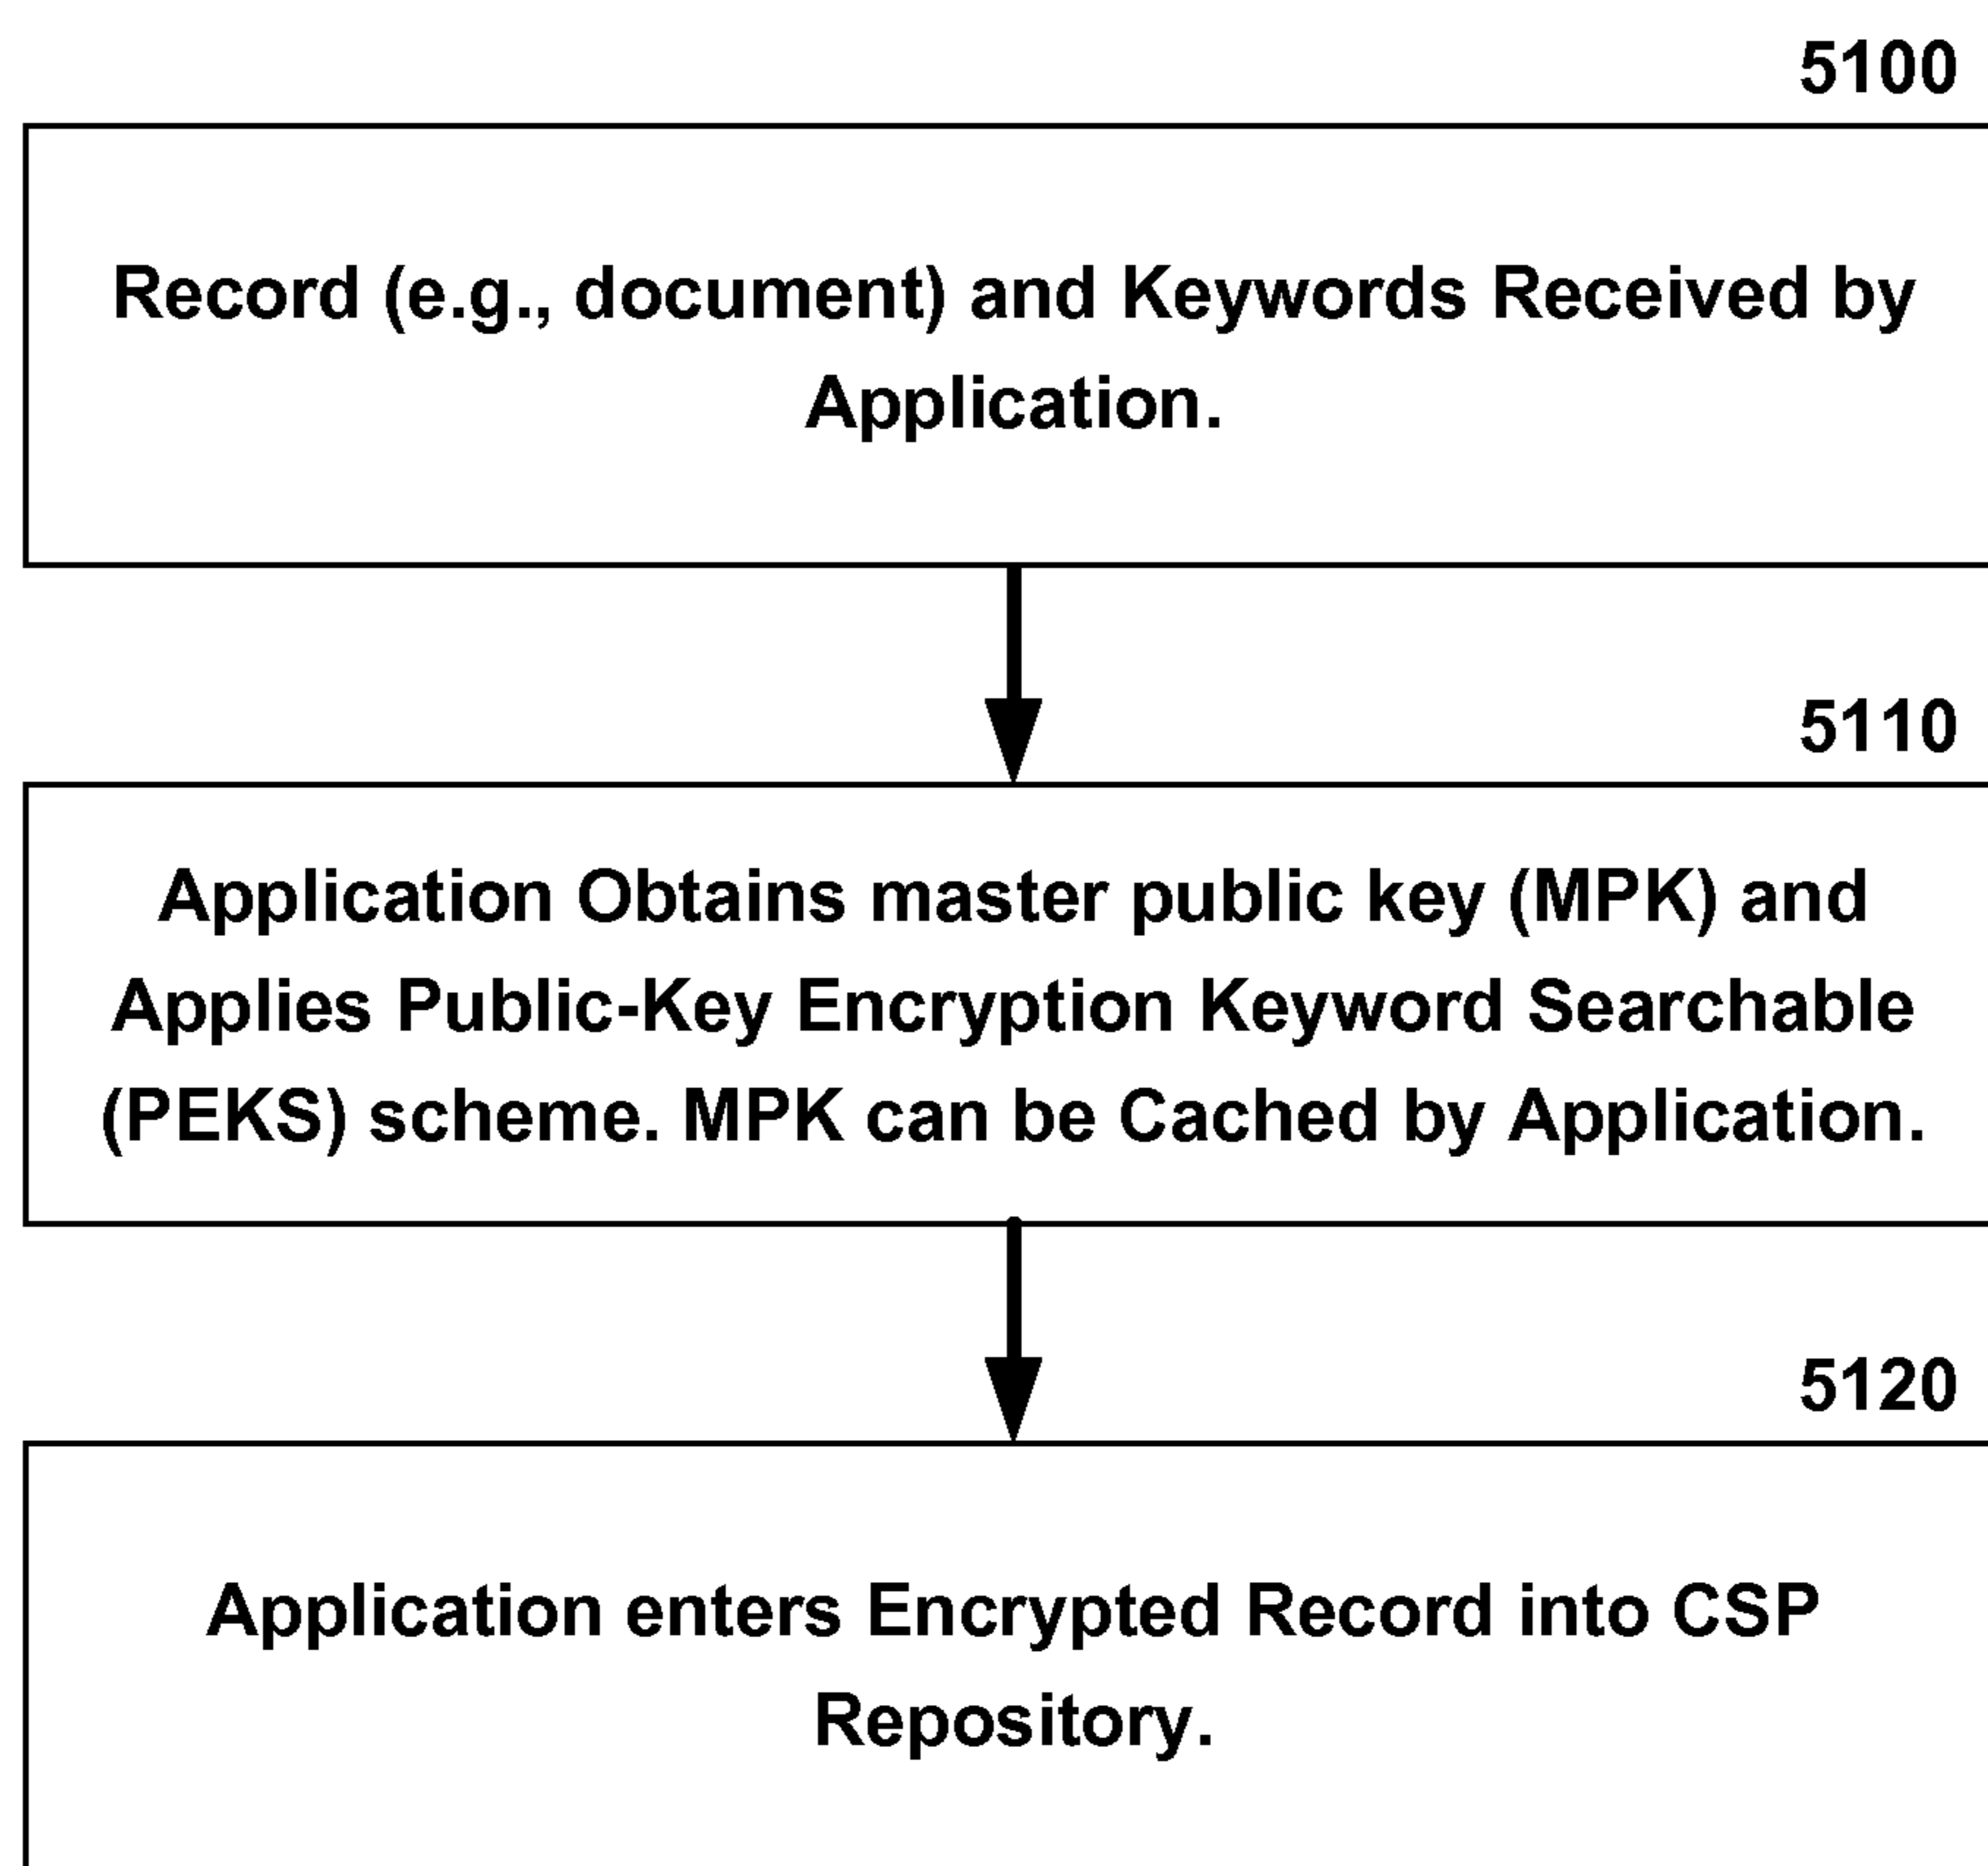 5100
Record (e.g., document) and Keywords Received by
Application.
5110
Application Obtains master public key (MPK) and
Applies Public-Key Encryption Keyword Searchable
(PEKS) scheme. MPK can be Cached by Application.
5120
Application enters Encrypted Record into CSP
Repository.